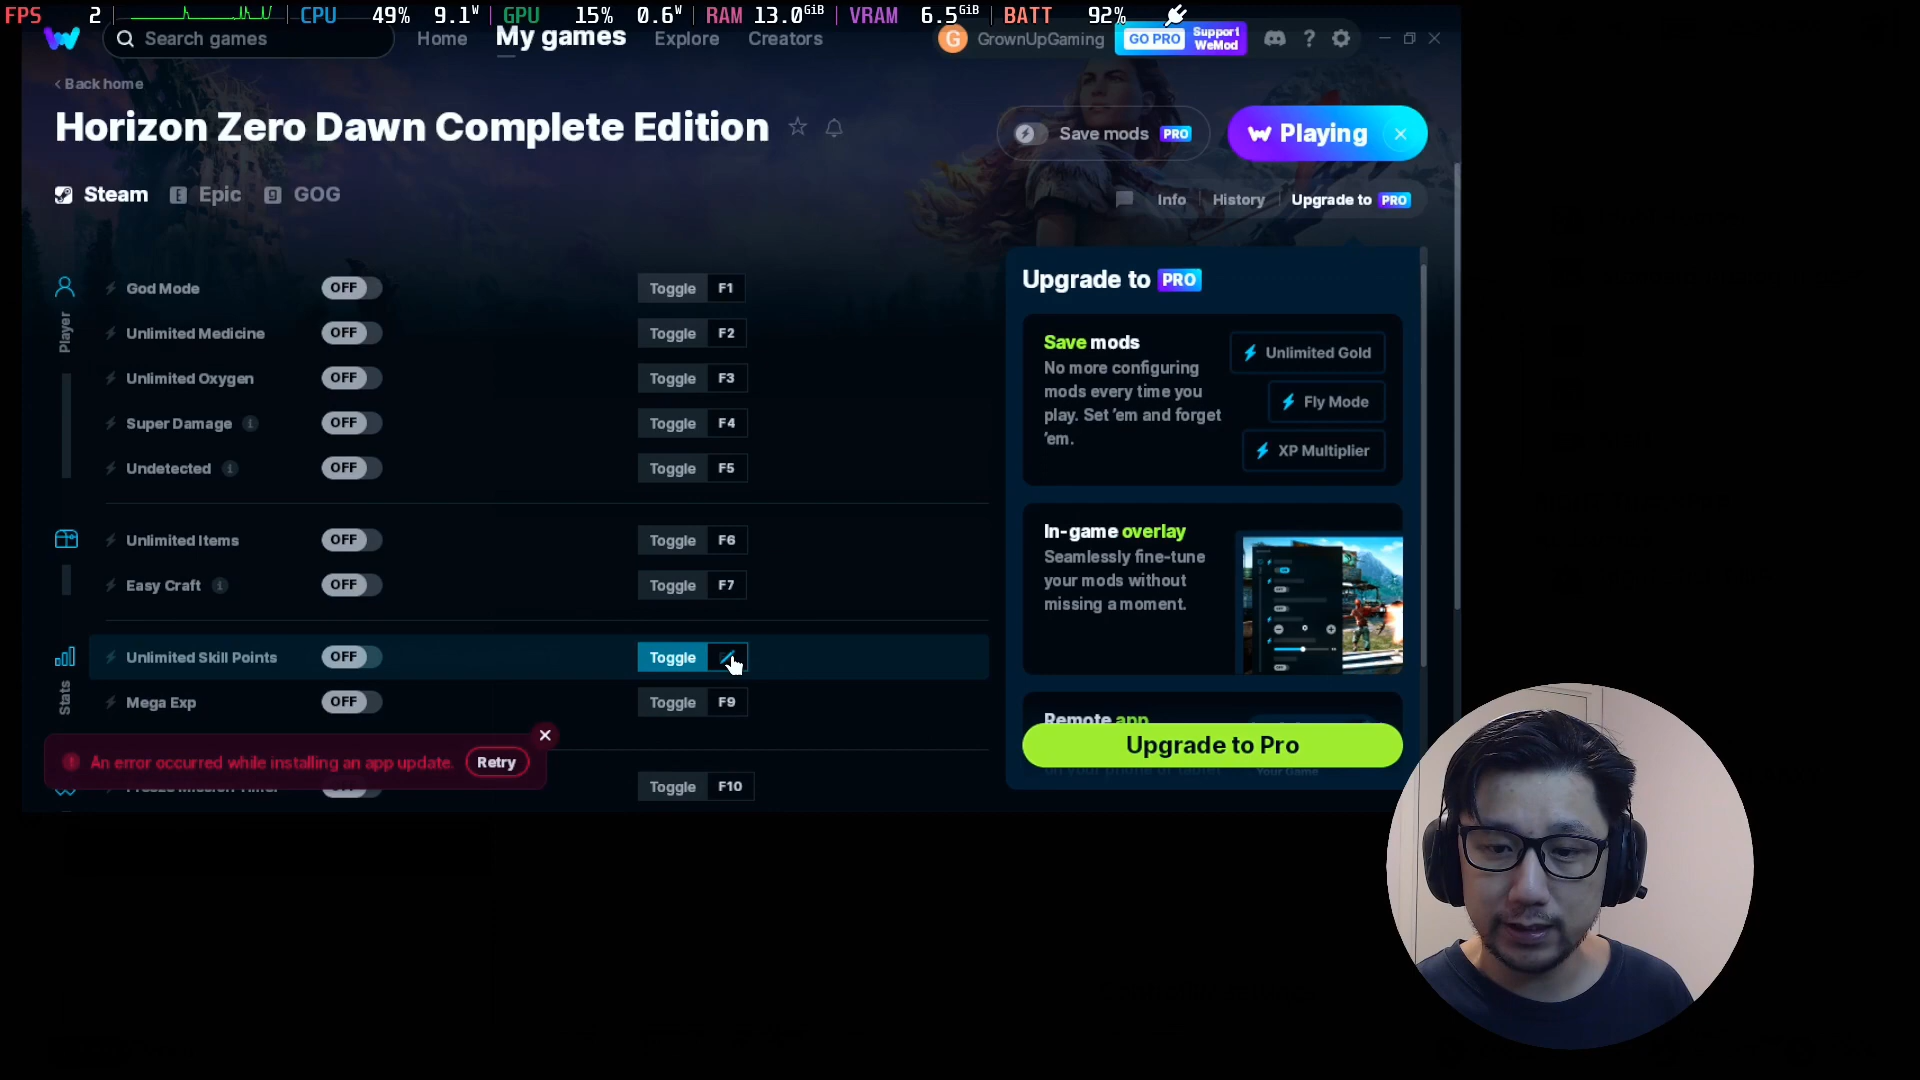 FPS 2 CPU 49% 9.1W GPU 15% 0.6W RAM 13.0GiB VRAM 6.5GiB BATT 92%
Search games
Home
My games
Explore
Creators
G
GrownUpGaming
GO PRO
Support
WeMod
?
Back home
Horizon Zero Dawn Complete Edition
Save mods PRO
Playing
Steam
Epic
GOG
Info
History
Upgrade to PRO
Player
God Mode OFF Toggle F1
Unlimited Medicine OFF Toggle F2
Unlimited Oxygen OFF Toggle F3
Super Damage OFF Toggle F4
Undetected OFF Toggle F5
Unlimited Items OFF Toggle F6
Easy Craft OFF Toggle F7
Stats
Unlimited Skill Points OFF Toggle
Mega Exp OFF Toggle F9
Toggle F10
An error occurred while installing an app update. Retry
Upgrade to PRO
Save mods
No more configuring
mods every time you
play. Set 'em and forget
'em.
Unlimited Gold
Fly Mode
XP Multiplier
In-game overlay
Seamlessly fine-tune
your mods without
missing a moment.
Remote app
Upgrade to Pro